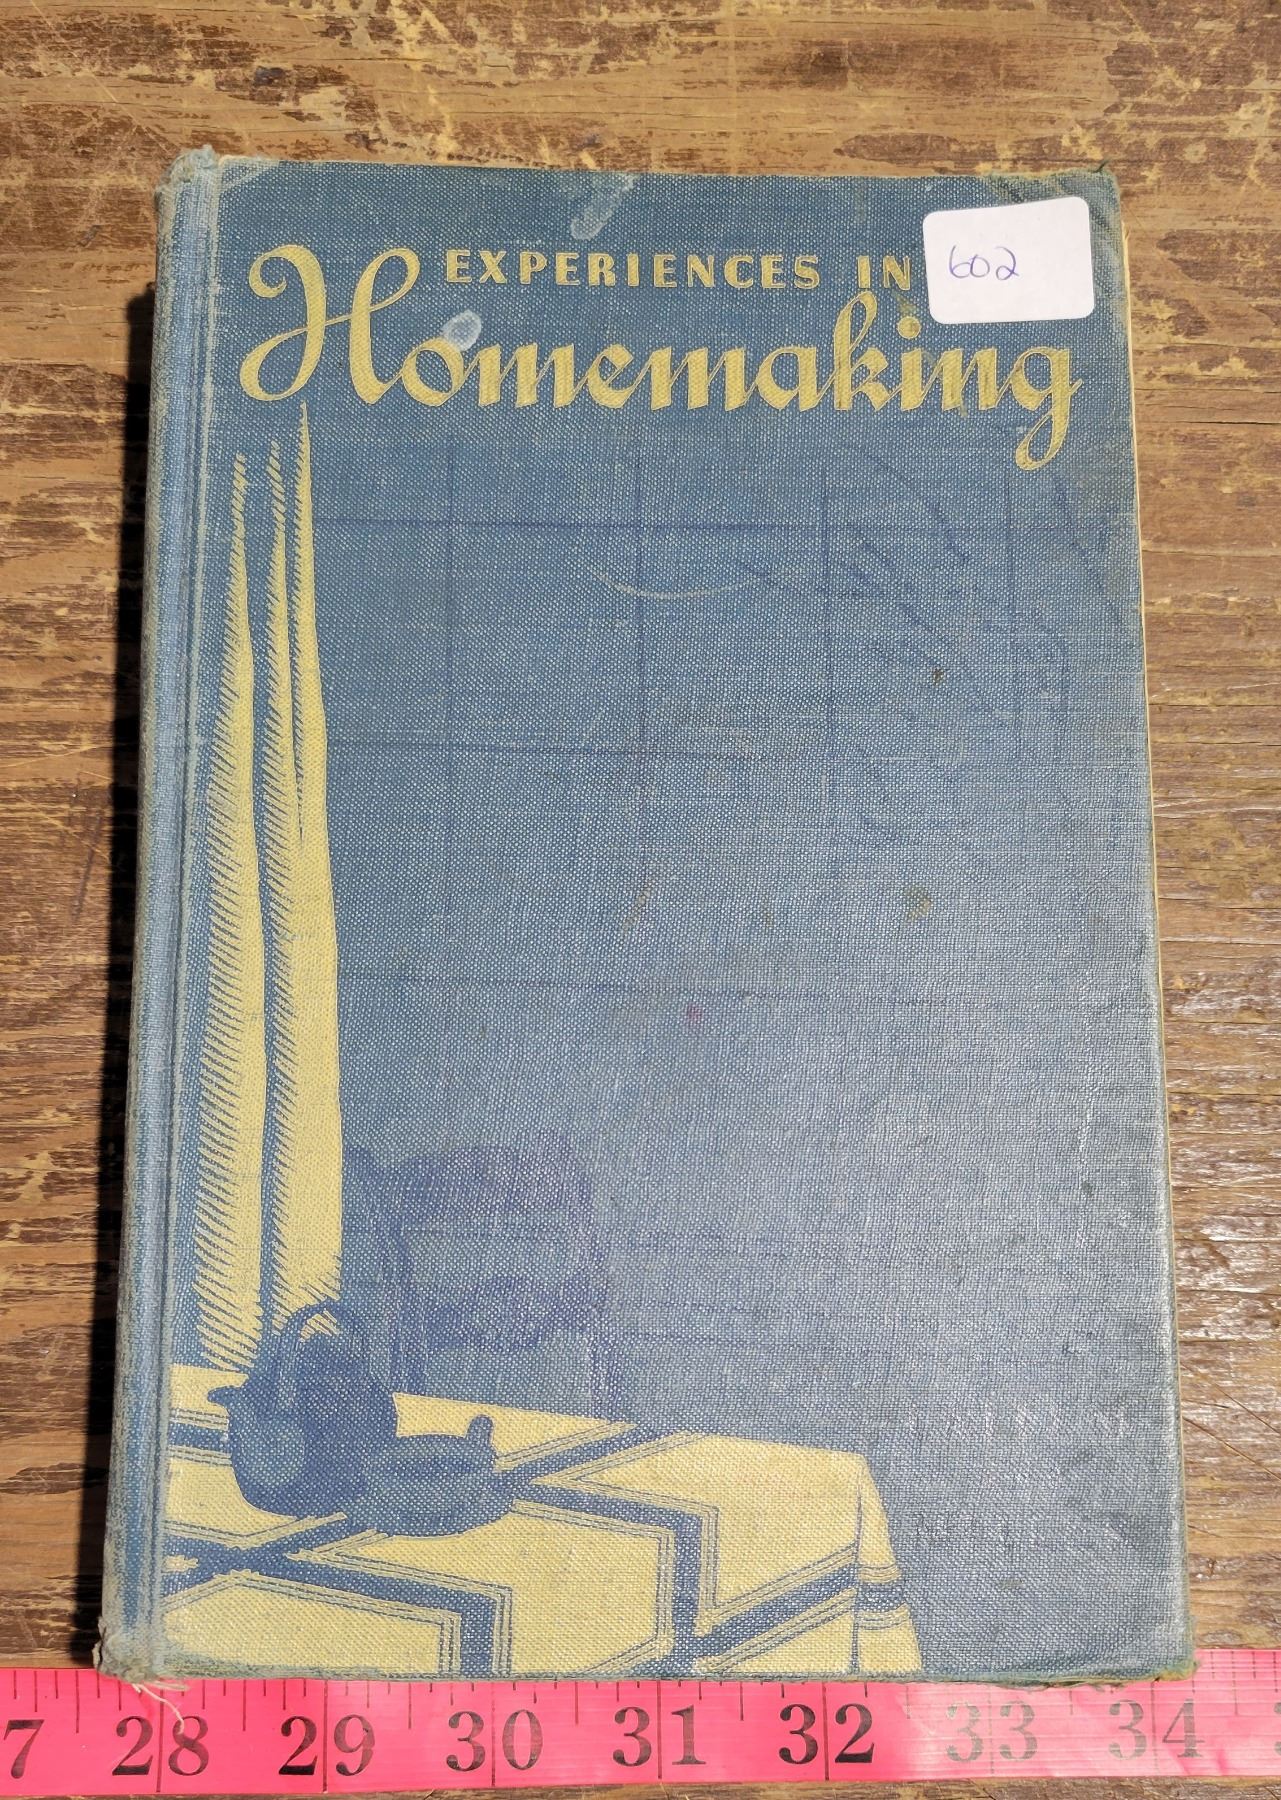 EXPERIENCES IN
Homemaking
602
7 28 29 30 31 32 33 34